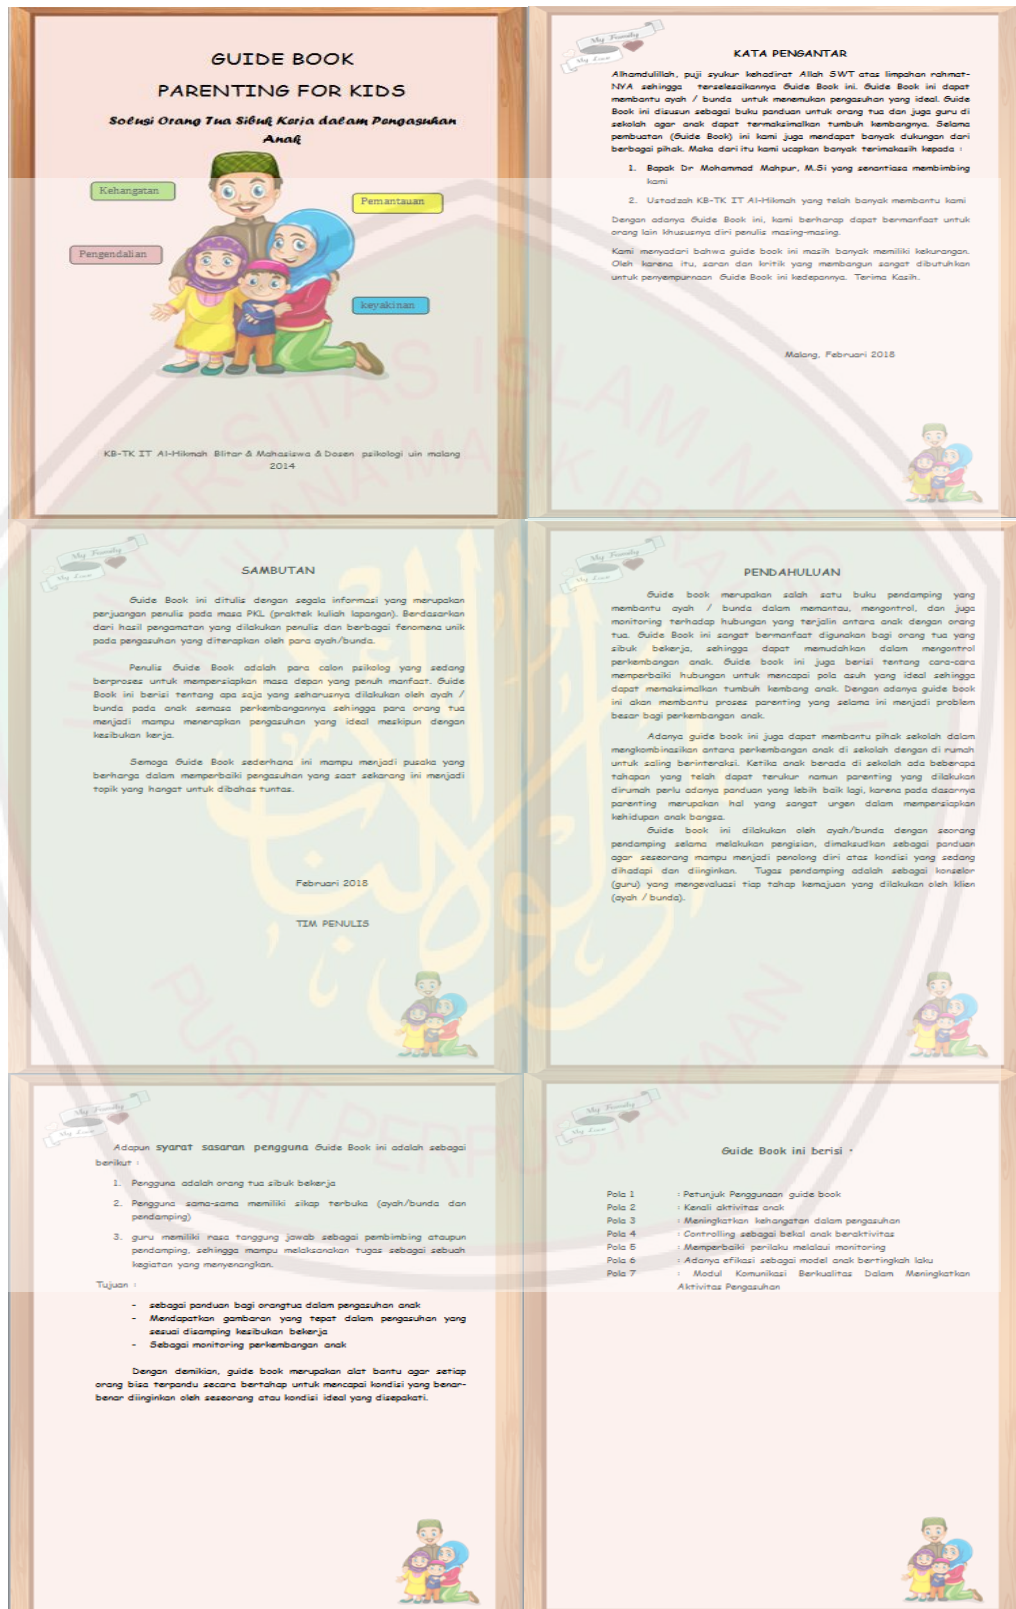 GUIDE BOOK
PARENTING FOR KIDS
Solusi Orang Tua Sibuk Kerja dalam Pengasuhan
Anak
Kehangatan
Pemantauan
Pengendalian
keyakinan
KB-TK IT Al-Hikmah Blitar & Mahasiswa & Dosen psikologi uin malang
2014
My Family
My Love
KATA PENGANTAR
Alhamdulillah, puji syukur kehadirat Allah SWT atas limpahan rahmat-
NYA sehingga terselesaikannya Guide Book ini. Guide Book ini dapat
membantu ayah / bunda untuk menemukan pengasuhan yang ideal. Guide
Book ini disusun sebagai buku panduan untuk orang tua dan juga guru di
sekolah agar anak dapat termaksimalkan tumbuh kembangnya. Selama
pembuatan (Guide Book) ini kami juga mendapat banyak dukungan dari
berbagai pihak. Maka dari itu kami ucapkan banyak terimakasih kepada :
1. Bapak Dr Mohammad Mahpur, M.Si yang senantiasa membimbing
kami
2. Ustadzah KB-TK IT Al-Hikmah yang telah banyak membantu kami
Dengan adanya Guide Book ini, kami berharap dapat bermanfaat untuk
orang lain khususnya diri penulis masing-masing.
Kami menyadari bahwa guide book ini masih banyak memiliki kekurangan.
Oleh karena itu, saran dan kritik yang membangun sangat dibutuhkan
untuk penyempurnaan Guide Book ini kedepannya. Terima Kasih.
Malang, Februari 2018
My Family
My Love
SAMBUTAN
Guide Book ini ditulis dengan segala informasi yang merupakan
perjuangan penulis pada masa PKL (praktek kuliah lapangan). Berdasarkan
dari hasil pengamatan yang dilakukan penulis dan berbagai fenomena unik
pada pengasuhan yang diterapkan oleh para ayah/bunda.
Penulis Guide Book adalah para calon psikolog yang sedang
berproses untuk mempersiapkan masa depan yang penuh manfaat. Guide
Book ini berisi tentang apa saja yang seharusnya dilakukan oleh ayah /
bunda pada anak semasa perkembangannya sehingga para orang tua
menjadi mampu menerapkan pengasuhan yang ideal meskipun dengan
kesibukan kerja.
Semoga Guide Book sederhana ini mampu menjadi pusaka yang
berharga dalam memperbaiki pengasuhan yang saat sekarang ini menjadi
topik yang hangat untuk dibahas tuntas.
Februari 2018
TIM PENULIS
My Family
My Love
PENDAHULUAN
Guide book merupakan salah satu buku pendamping yang
membantu ayah / bunda dalam memantau, mengontrol, dan juga
monitoring terhadap hubungan yang terjalin antara anak dengan orang
tua. Guide Book ini sangat bermanfaat digunakan bagi orang tua yang
sibuk bekerja, sehingga dapat memudahkan dalam mengontrol
perkembangan anak. Guide book ini juga berisi tentang cara-cara
memperbaiki hubungan untuk mencapai pola asuh yang ideal sehingga
dapat memaksimalkan tumbuh kembang anak. Dengan adanya guide book
ini akan membantu proses parenting yang selama ini menjadi problem
besar bagi perkembangan anak.
Adanya guide book ini juga dapat membantu pihak sekolah dalam
mengkombinasikan antara perkembangan anak di sekolah dengan di rumah
untuk saling berinteraksi. Ketika anak berada di sekolah ada beberapa
tahapan yang telah dapat terukur namun parenting yang dilakukan
dirumah perlu adanya panduan yang lebih baik lagi, karena pada dasarnya
parenting merupakan hal yang sangat urgen dalam mempersiapkan
kehidupan anak bangsa.
Guide book ini dilakukan oleh ayah/bunda dengan seorang
pendamping selama melakukan pengisian, dimaksudkan sebagai panduan
agar seseorang mampu menjadi penolong diri atas kondisi yang sedang
dihadapi dan diinginkan. Tugas pendamping adalah sebagai konselor
(guru) yang mengevaluasi tiap tahap kemajuan yang dilakukan oleh klien
(ayah / bunda).
My Family
My Love
Adapun syarat sasaran pengguna Guide Book ini adalah sebagai
berikut :
1. Pengguna adalah orang tua sibuk bekerja
2. Pengguna sama-sama memiliki sikap terbuka (ayah/bunda dan
pendamping)
3. guru memiliki rasa tanggung jawab sebagai pembimbing ataupun
pendamping, sehingga mampu melaksanakan tugas sebagai sebuah
kegiatan yang menyenangkan.
Tujuan :
- sebagai panduan bagi orangtua dalam pengasuhan anak
- Mendapatkan gambaran yang tepat dalam pengasuhan yang
sesuai disamping kesibukan bekerja
- Sebagai monitoring perkembangan anak
Dengan demikian, guide book merupakan alat bantu agar setiap
orang bisa terpandu secara bertahap untuk mencapai kondisi yang benar-
benar diinginkan oleh seseorang atau kondisi ideal yang disepakati.
My Family
My Love
Guide Book ini berisi :
Pola 1 : Petunjuk Penggunaan guide book
Pola 2 : Kenali aktivitas anak
Pola 3 : Meningkatkan kehangatan dalam pengasuhan
Pola 4 : Controlling sebagai bekal anak beraktivitas
Pola 5 : Memperbaiki perilaku melalaui monitoring
Pola 6 : Adanya efikasi sebagai model anak bertingkah laku
Pola 7 : Modul Komunikasi Berkualitas Dalam Meningkatkan
Aktivitas Pengasuhan
PUSAT PERPUSTAKAAN